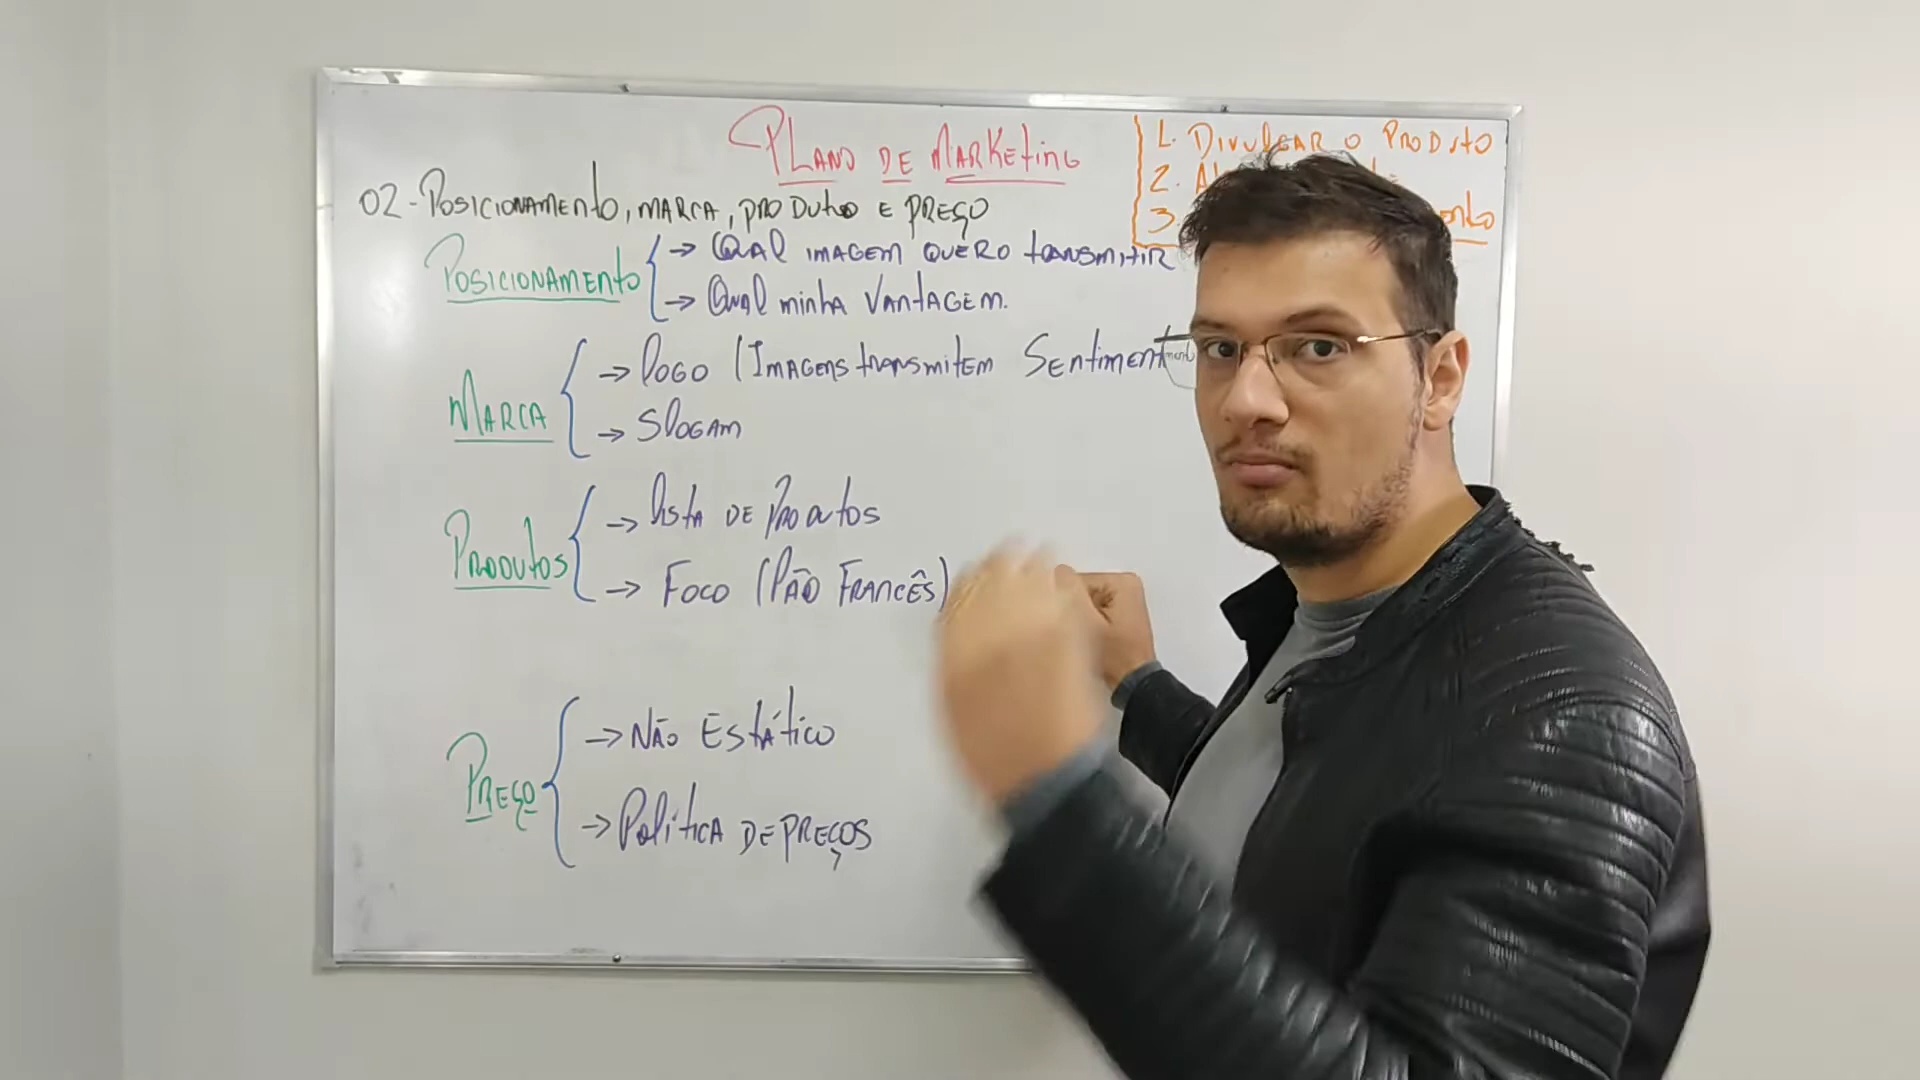 Plano de Marketing
1. Divulgar o Produto
2.
3.
02-Posicionamento, marca, produto e preço
Posicionamento
→ Qual imagem quero transmitir
→ Qual minha vantagem.
Marca
→ Logo (Imagens transmitem Sentiment
→ Slogam
Produtos
→ Lista de Produtos
→ Foco (Pão Francês)
Preço
→ Não Estático
→ Política de preços